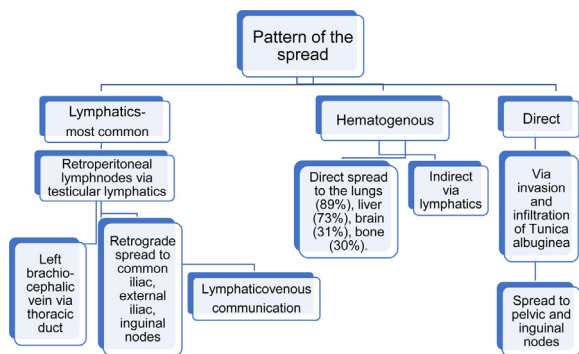 Pattern of the
spread
Lymphatics-
most common
Hematogenous
Direct
Retroperitoneal
lymphnodes via
testicular lymphatics
Direct spread
to the lungs
(89%), liver
(73%), brain
(31%), bone
(30%).
Indirect
via
lymphatics
Via
invasion
and
infiltration
of Tunica
albuginea
Left
brachio-
cephalic
vein via
thoracic
duct
Retrograde
spread to
common
iliac,
external
iliac,
inguinal
nodes
Lymphaticovenous
communication
Spread to
pelvic and
inguinal
nodes